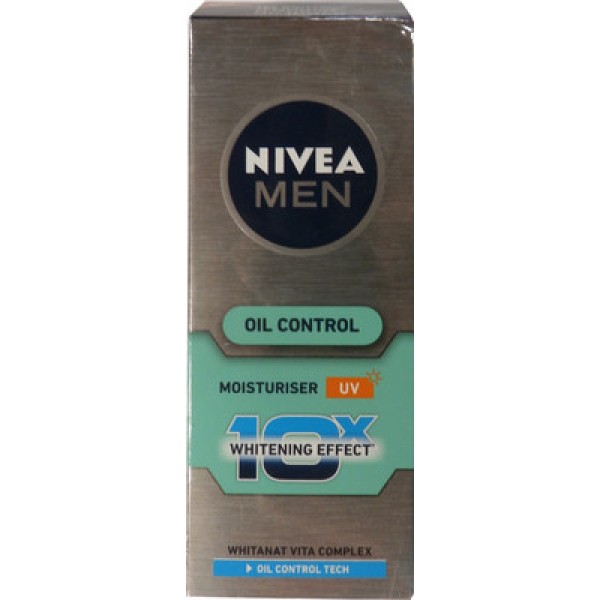 NIVEA
MEN
OIL CONTROL
MOISTURISER UV
10X
WHITENING EFFECT*
WHITANAT VITA COMPLEX
OIL CONTROL TECH